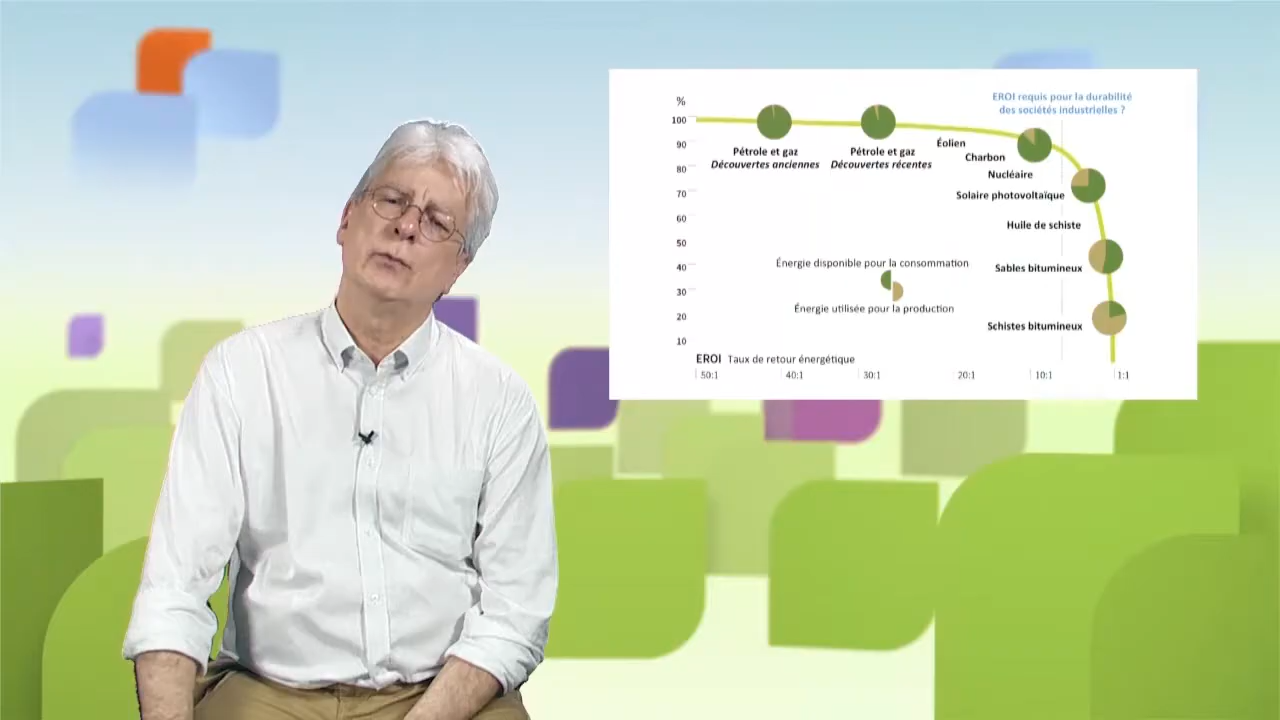 %
EROI requis pour la durabilité
des sociétés industrielles ?
100
90
80
70
60
50
40
30
20
10
Pétrole et gaz
Découvertes anciennes
Pétrole et gaz
Découvertes récentes
Éolien
Charbon
Nucléaire
Solaire photovoltaïque
Huile de schiste
Sables bitumineux
Schistes bitumineux
Énergie disponible pour la consommation
Énergie utilisée pour la production
EROI Taux de retour énergétique
50:1 40:1 30:1 20:1 10:1 1:1